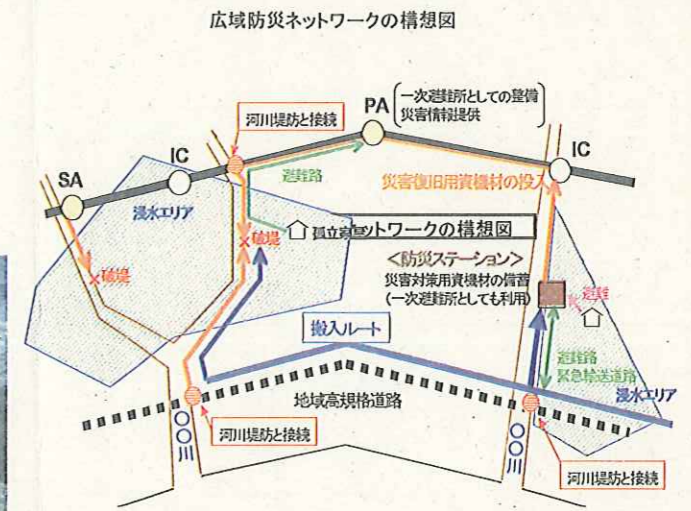 広域防災ネットワークの構想図
PA
一次避難所としての整備
災害情報提供
河川堤防と接続
IC
IC
SA
避難路
災害復旧用資機材の投入
浸水エリア
破堤
孤立
ットワークの構想図
破堤
<防災ステーション>
災害対策用資機材の備蓄
(一次避難所としても利用)
避難
搬入ルート
避難路
緊急輸送道路
浸水エリア
地域高規格道路
河川堤防と接続
〇〇川
〇〇川
河川堤防と接続